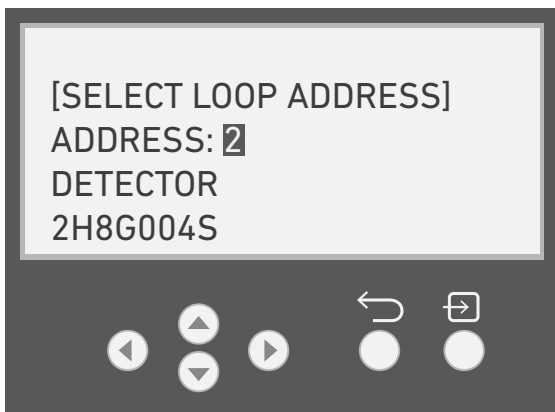 [SELECT LOOP ADDRESS]
ADDRESS: 2
DETECTOR
2H8G004S